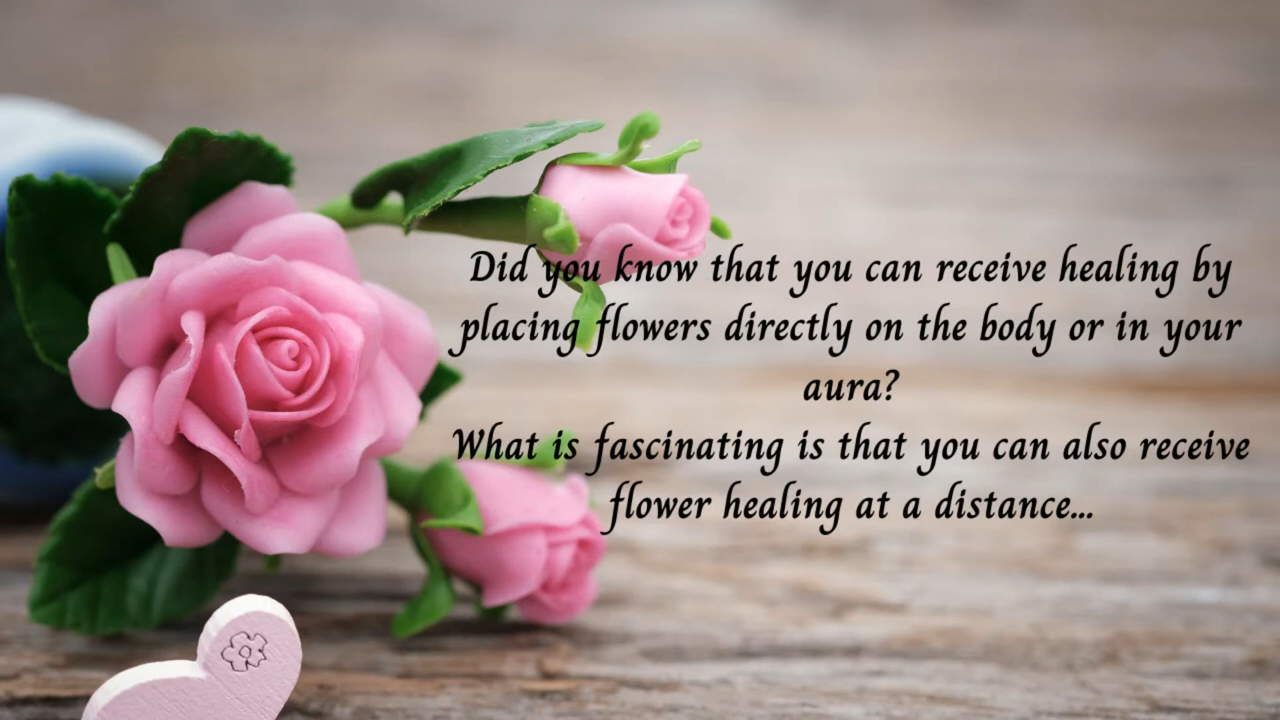 Did you know that you can receive healing by
placing flowers directly on the body or in your
aura?
What is fascinating is that you can also receive
flower healing at a distance...